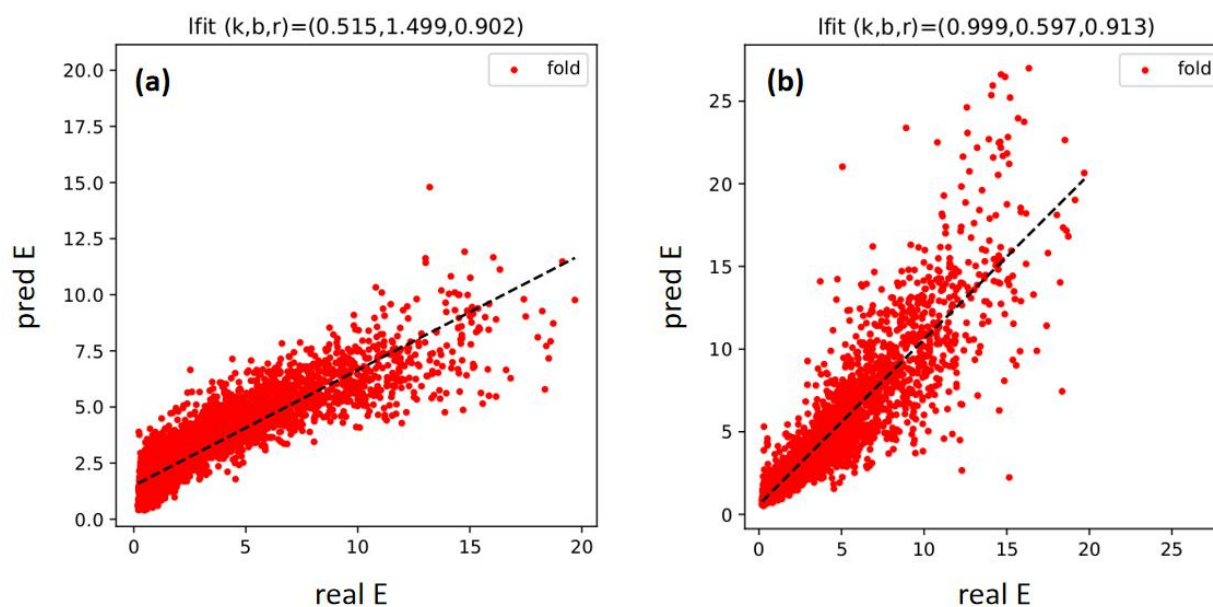 lfit (k,b,r)=(0.515,1.499,0.902)
(a)
fold
20.0
17.5
15.0
12.5
10.0
7.5
5.0
2.5
0.0
pred E
0 5 10 15 20
real E
lfit (k,b,r)=(0.999,0.597,0.913)
(b)
fold
25
20
15
10
5
0
pred E
0 5 10 15 20 25
real E